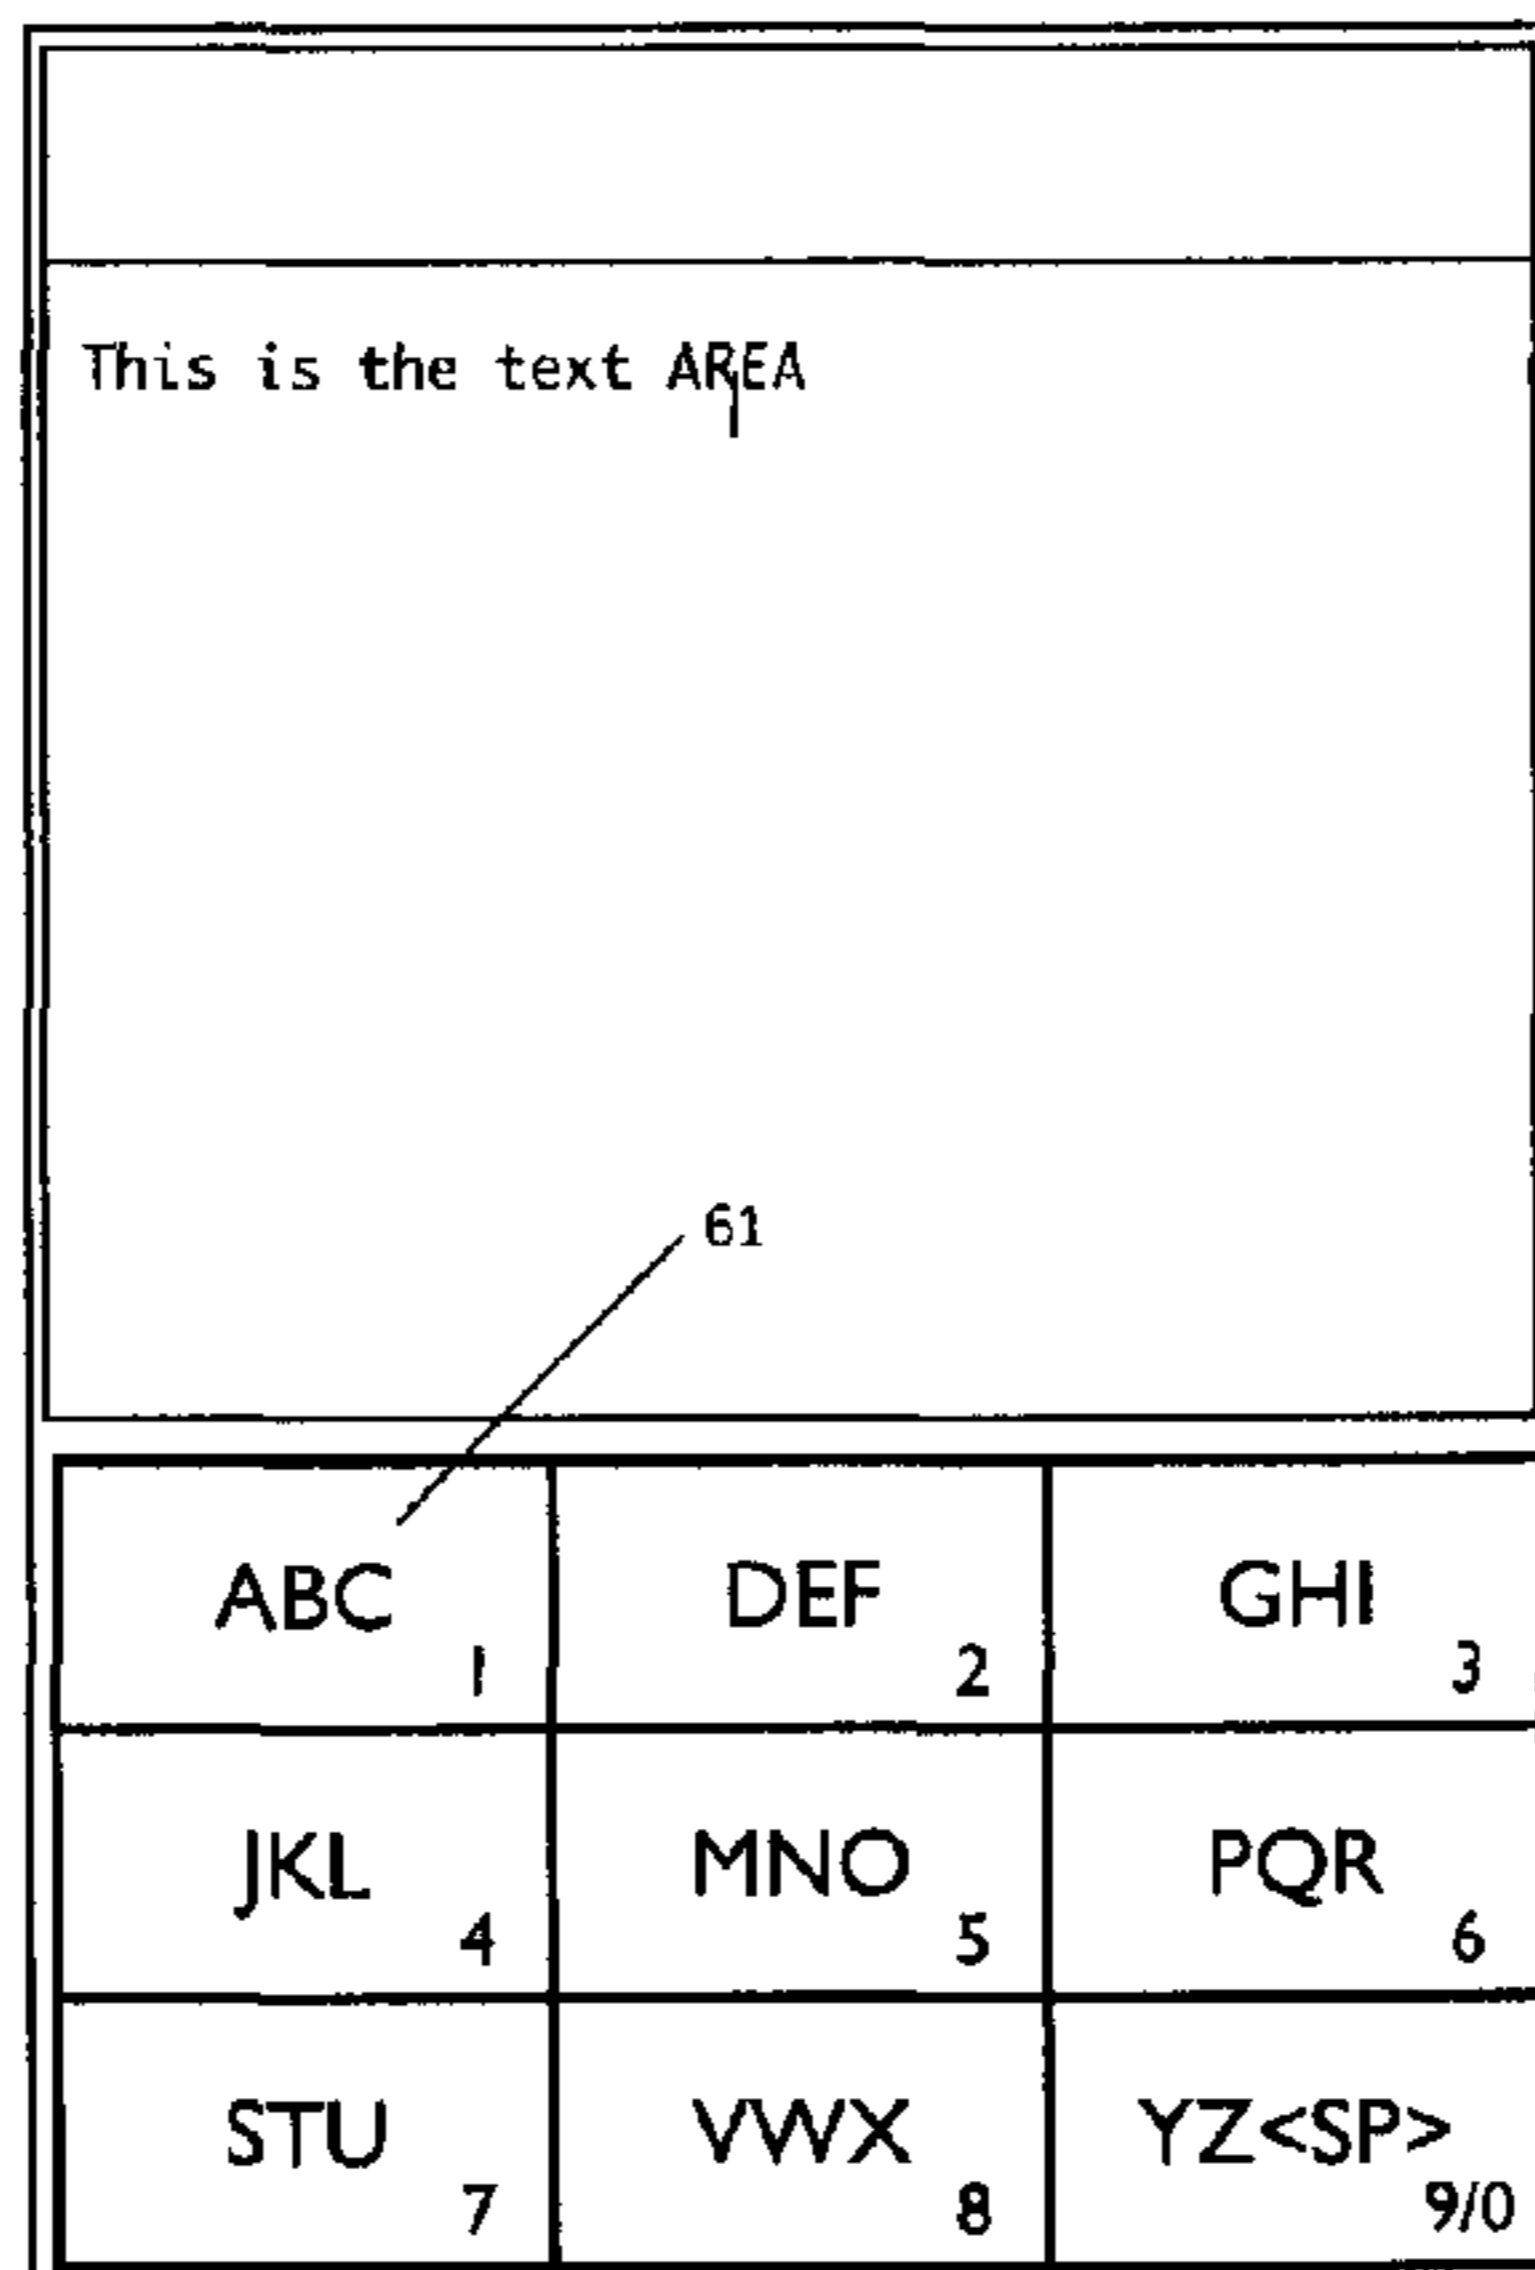 This is the text AREA
61
ABC DEF GHI
1 2 3
JKL MNO PQR
4 5 6
STU VWX YZ<SP>
7 8 9/0